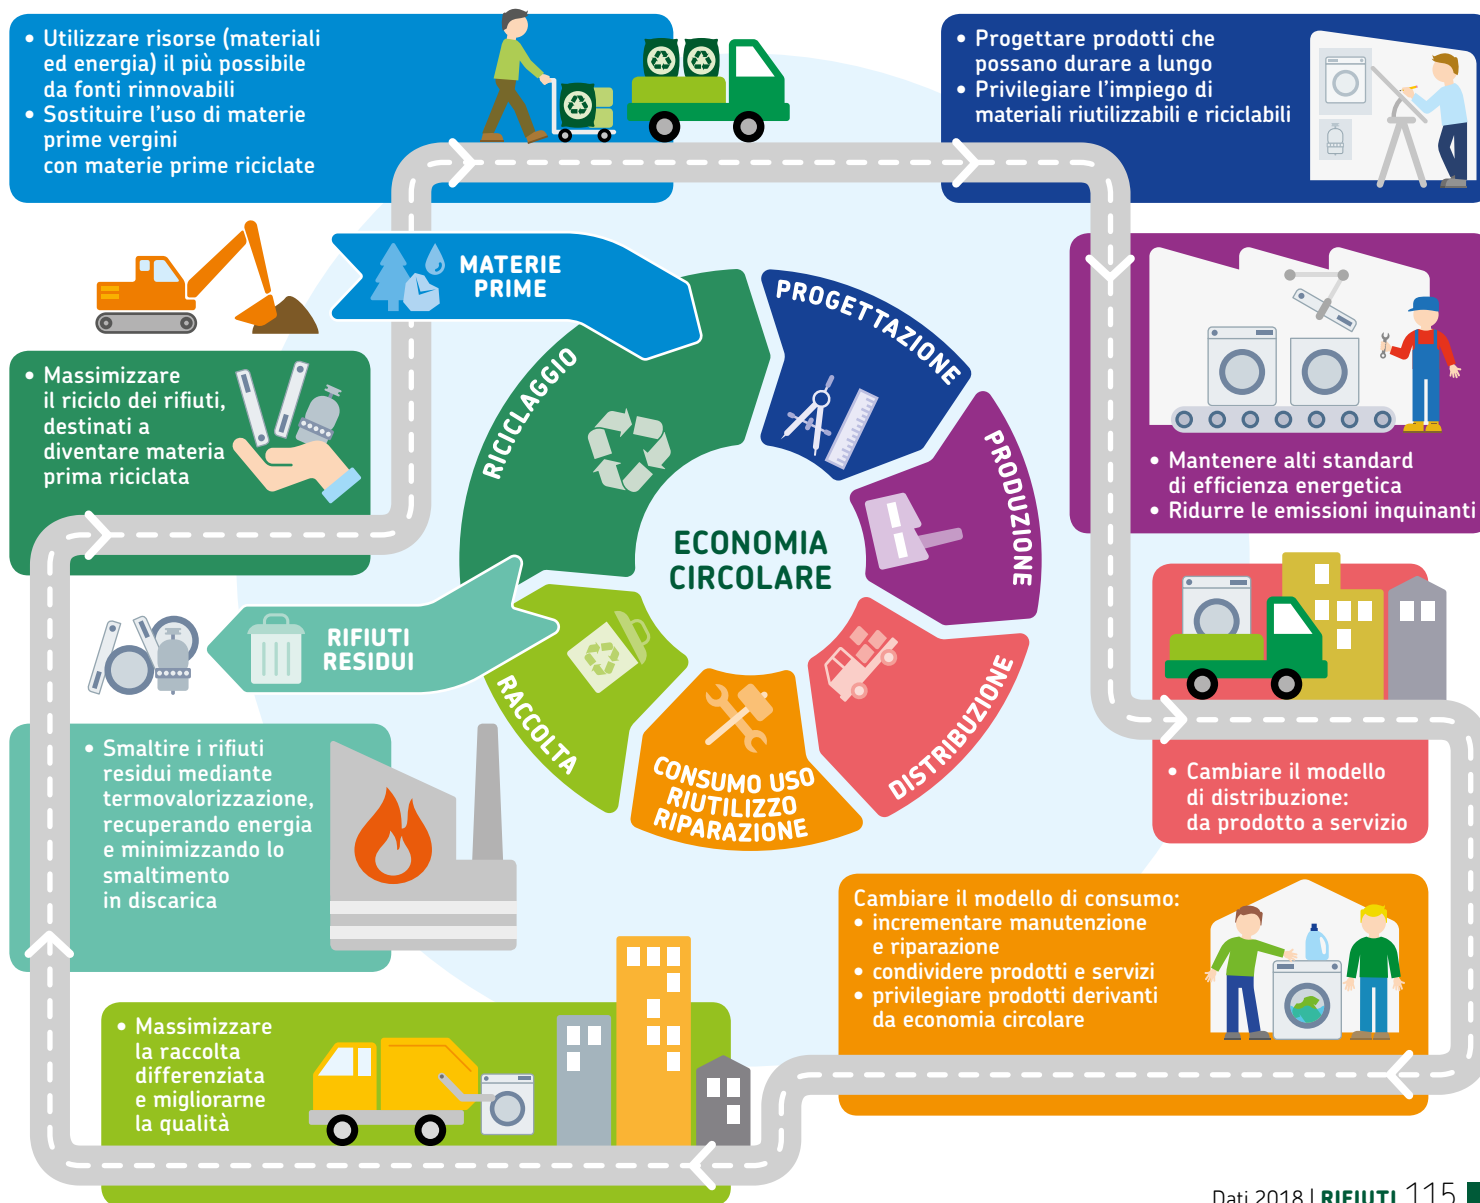 • Utilizzare risorse (materiali
ed energia) il più possibile
da fonti rinnovabili
• Sostituire l'uso di materie
prime vergini
con materie prime riciclate
• Progettare prodotti che
possano durare a lungo
• Privilegiare l'impiego di
materiali riutilizzabili e riciclabili
MATERIE
PRIME
• Massimizzare
il riciclo dei rifiuti,
destinati a
diventare materia
prima riciclata
RICICLAGGIO
PROGETTAZIONE
PRODUZIONE
• Mantenere alti standard
di efficienza energetica
• Ridurre le emissioni inquinanti
ECONOMIA
CIRCOLARE
RIFIUTI
RESIDUI
RACCOLTA
CONSUMO USO
RIUTILIZZO
RIPARAZIONE
DISTRIBUZIONE
• Cambiare il modello
di distribuzione:
da prodotto a servizio
• Smaltire i rifiuti
residui mediante
termovalorizzazione,
recuperando energia
e minimizzando lo
smaltimento
in discarica
Cambiare il modello di consumo:
• incrementare manutenzione
e riparazione
• condividere prodotti e servizi
• privilegiare prodotti derivanti
da economia circolare
• Massimizzare
la raccolta
differenziata
e migliorarne
la qualità
Dati 2018 | RIFIUTI 115